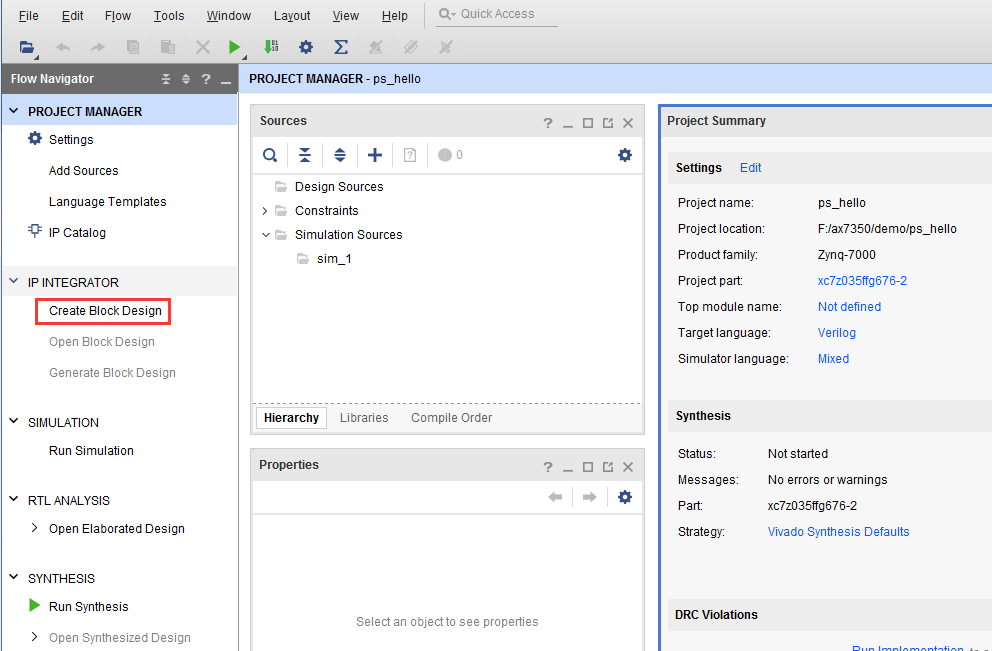 File Edit Flow Tools Window Layout View Help Quick Access
Flow Navigator
PROJECT MANAGER - ps_hello
PROJECT MANAGER
Settings
Add Sources
Language Templates
IP Catalog
IP INTEGRATOR
Create Block Design
Open Block Design
Generate Block Design
SIMULATION
Run Simulation
RTL ANALYSIS
Open Elaborated Design
SYNTHESIS
Run Synthesis
Open Synthesized Design
Sources
0
Design Sources
Constraints
Simulation Sources
sim_1
Hierarchy Libraries Compile Order
Properties
Select an object to see properties
Project Summary
Settings Edit
Project name: ps_hello
Project location: F:/ax7350/demo/ps_hello
Product family: Zynq-7000
Project part: xc7z035ffg676-2
Top module name: Not defined
Target language: Verilog
Simulator language: Mixed
Synthesis
Status: Not started
Messages: No errors or warnings
Part: xc7z035ffg676-2
Strategy: Vivado Synthesis Defaults
DRC Violations
Run Implementation to